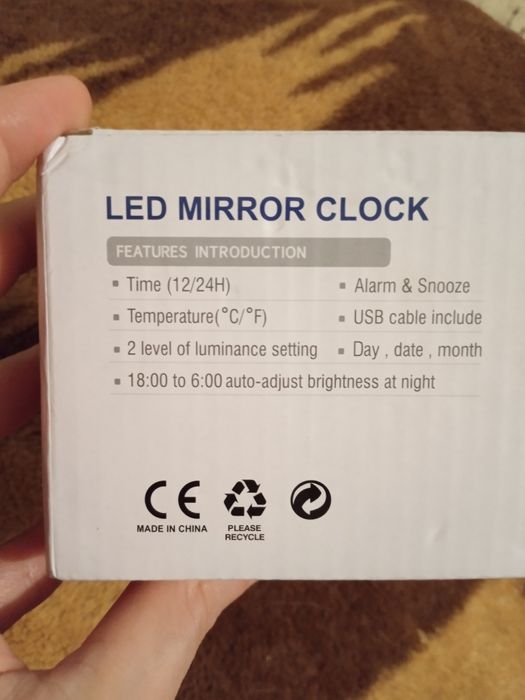 LED MIRROR CLOCK
FEATURES INTRODUCTION
▪ Time (12/24H) ▪ Alarm & Snooze
▪ Temperature(°C/°F) ▪ USB cable include
▪ 2 level of luminance setting ▪ Day , date , month
▪ 18:00 to 6:00 auto-adjust brightness at night
CE
MADE IN CHINA PLEASE
RECYCLE